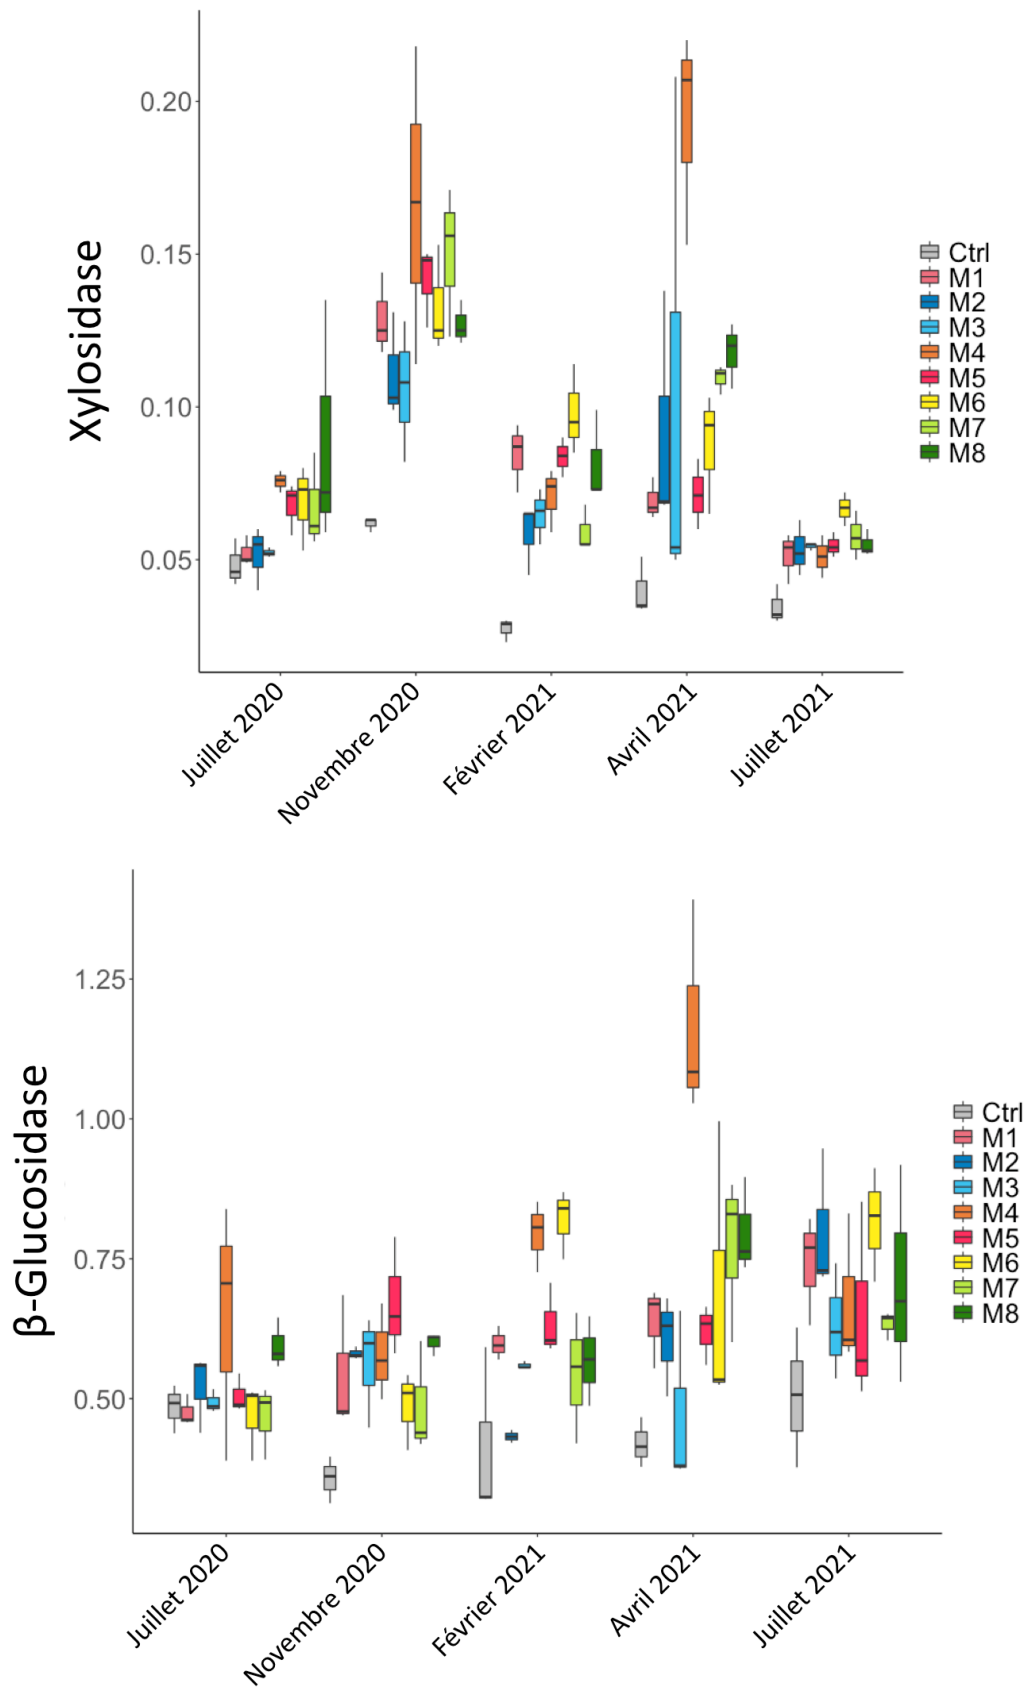 Xylosidase
0.20
0.15
0.10
0.05
Juillet 2020
Novembre 2020
Février 2021
Avril 2021
Juillet 2021
Ctrl
M1
M2
M3
M4
M5
M6
M7
M8
β-Glucosidase
1.25
1.00
0.75
0.50
Juillet 2020
Novembre 2020
Février 2021
Avril 2021
Juillet 2021
Ctrl
M1
M2
M3
M4
M5
M6
M7
M8